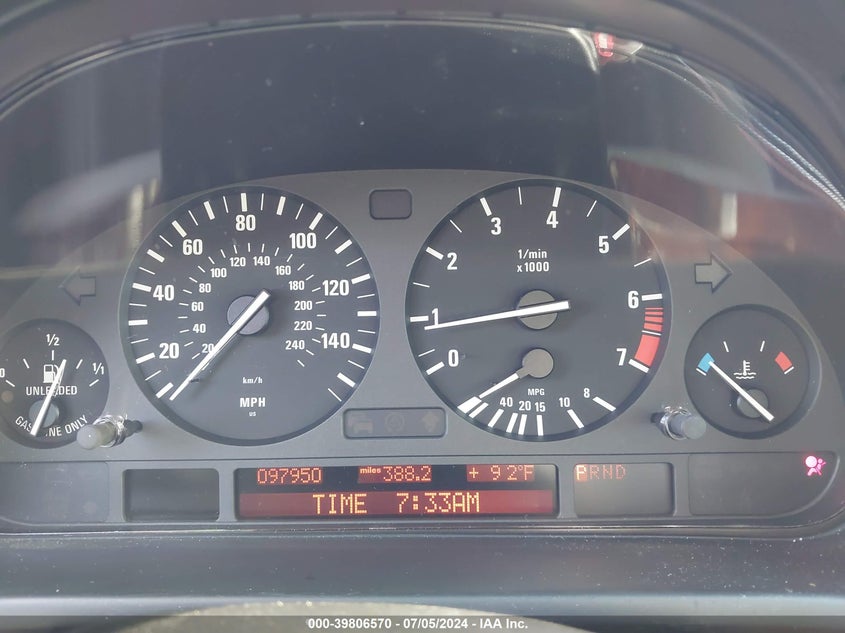 20 40 60 80 100 120 140
20 40 60 80 100 120 140 160 180 200 220 240
km/h
MPH
us
0 1 2 3 4 5 6 7
1/min
x1000
MPG
40 20 15 10 8
0 1/2 1/1
UNLEADED
GASOLINE ONLY
097950 miles 388.2 + 92°F PRND
TIME 7:33AM
000-39806570 - 07/05/2024 - IAA Inc.